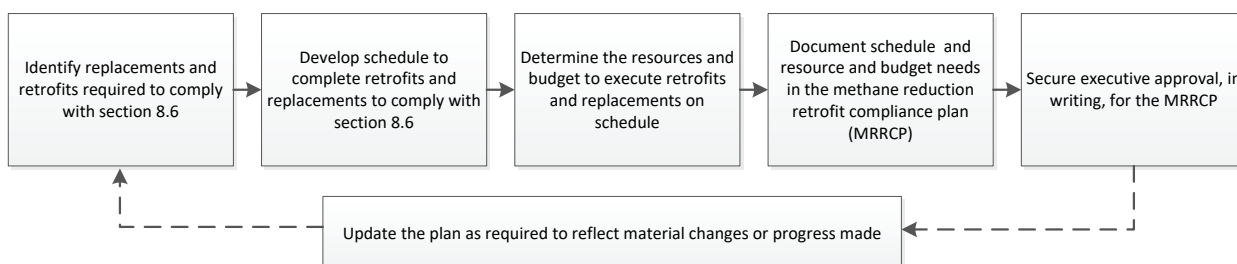 Identify replacements and
retrofits required to comply
with section 8.6
Develop schedule to
complete retrofits and
replacements to comply with
section 8.6
Determine the resources and
budget to execute retrofits
and replacements on
schedule
Document schedule and
resource and budget needs
in the methane reduction
retrofit compliance plan
(MRRCP)
Secure executive approval, in
writing, for the MRRCP
Update the plan as required to reflect material changes or progress made